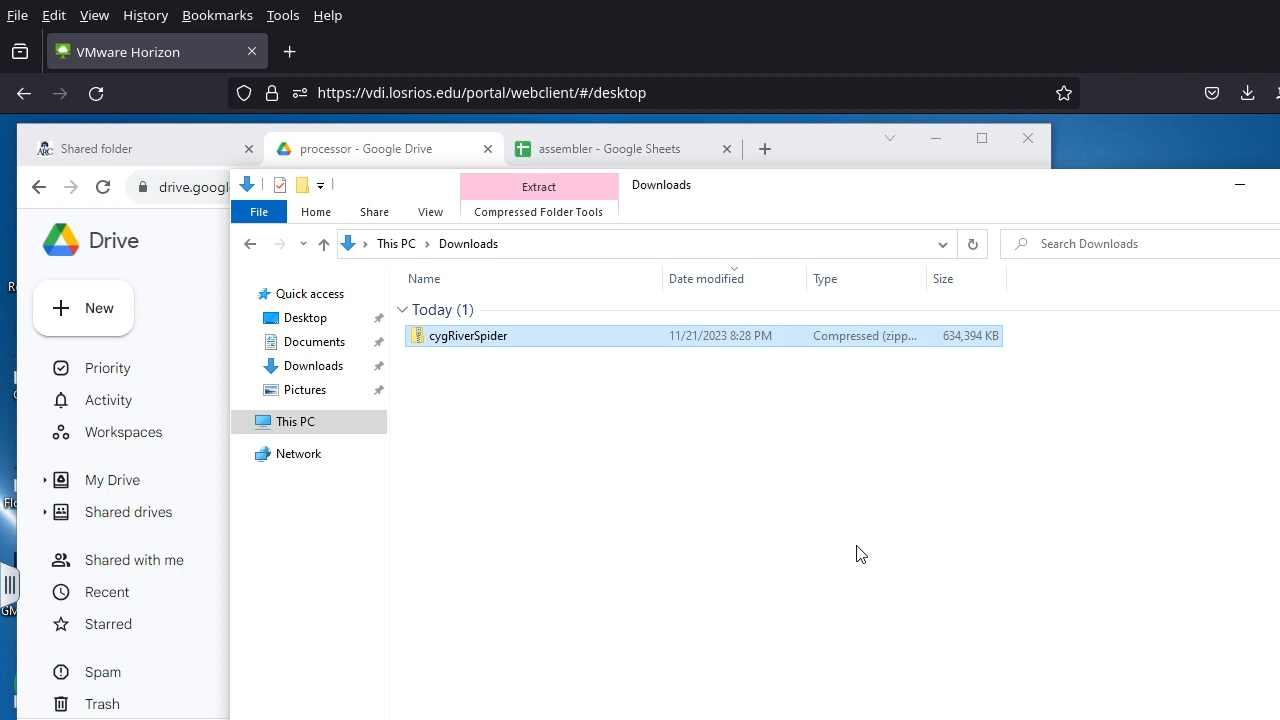 File Edit View History Bookmarks Tools Help
VMware Horizon
https://vdi.losrios.edu/portal/webclient/#/desktop
Shared folder
processor - Google Drive
assembler - Google Sheets
drive.googl
Downloads
Extract
File Home Share View Compressed Folder Tools
This PC Downloads
Search Downloads
Drive
New
Priority
Activity
Workspaces
My Drive
Shared drives
Shared with me
Recent
Starred
Spam
Trash
Quick access
Desktop
Documents
Downloads
Pictures
This PC
Network
Name Date modified Type Size
Today (1)
cygRiverSpider 11/21/2023 8:28 PM Compressed (zipp... 634,394 KB